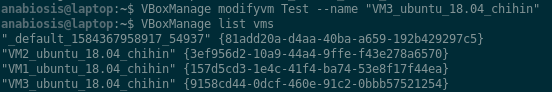 anabiosis@laptop:~$ VBoxManage modifyvm Test --name "VM3_ubuntu_18.04_chihin"
anabiosis@laptop:~$ VBoxManage list vms
"_default_1584367958917_54937" {81add20a-d4aa-40ba-a659-192b429297c5}
"VM2_ubuntu_18.04_chihin" {3ef956d2-10a9-44a4-9ffe-f43e278a6570}
"VM1_ubuntu_18.04_chihin" {157d5cd3-1e4c-41f4-ba74-53e8f17f44ea}
"VM3_ubuntu_18.04_chihin" {9158cd44-0dcf-460e-91c2-0bbb57521254}